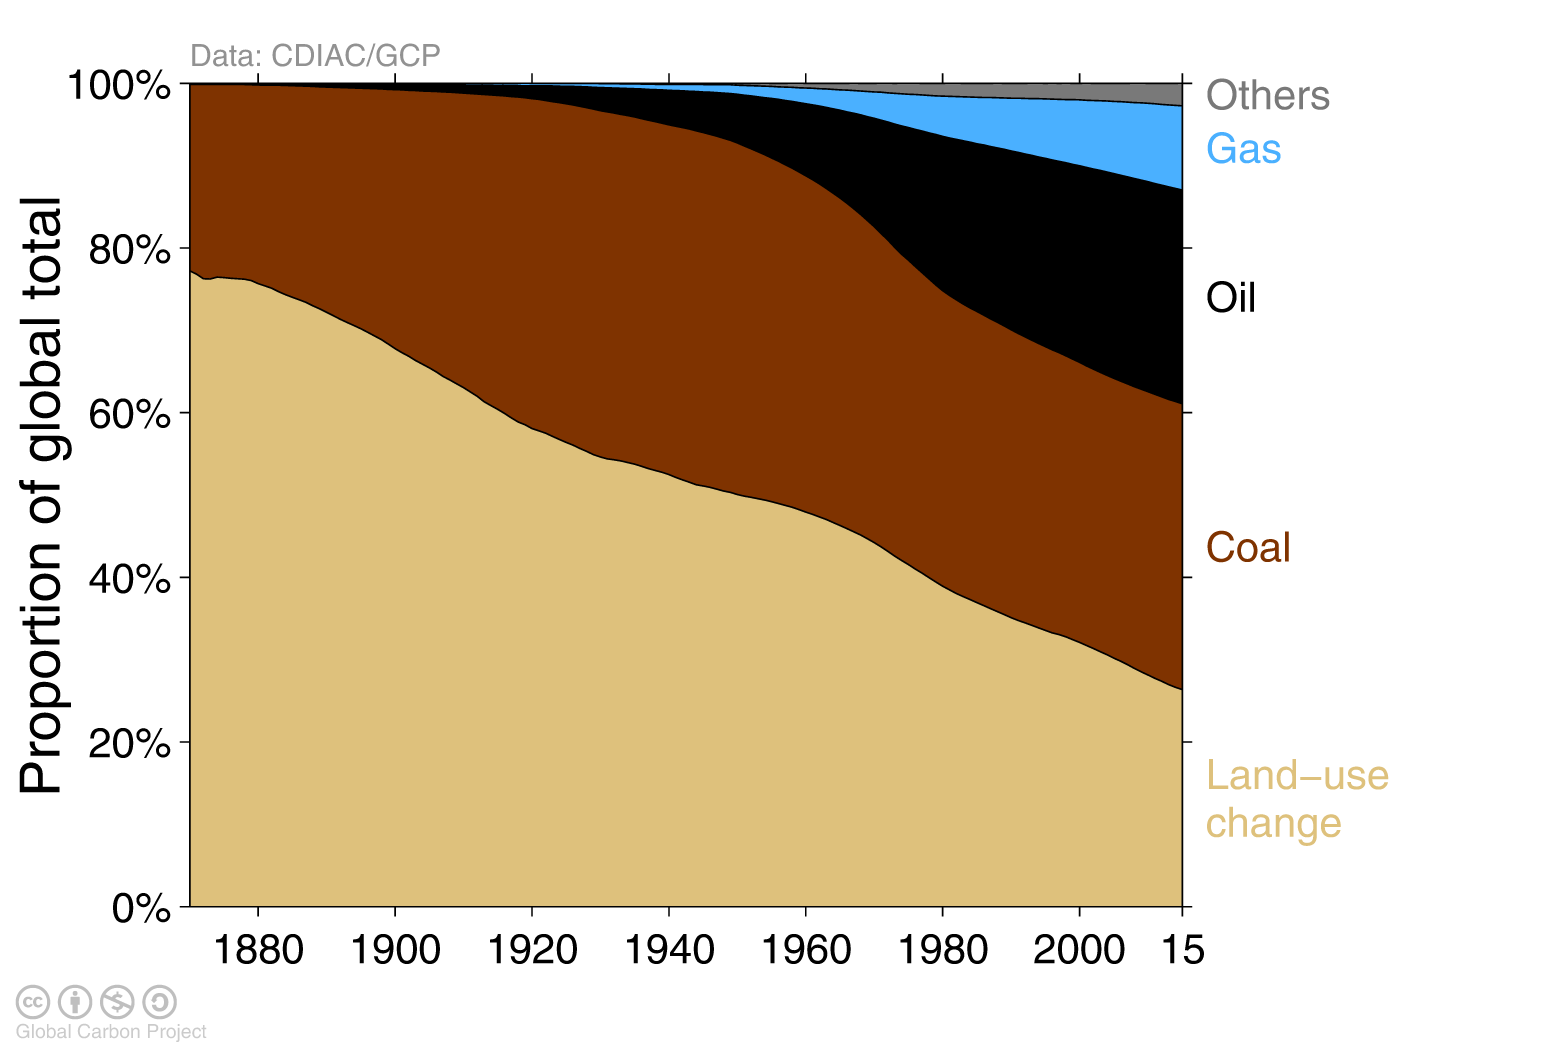 Data: CDIAC/GCP
100%
80%
60%
40%
20%
0%
Proportion of global total
Others
Gas
Oil
Coal
Land−use
change
1880 1900 1920 1940 1960 1980 2000 15
cc
Global Carbon Project